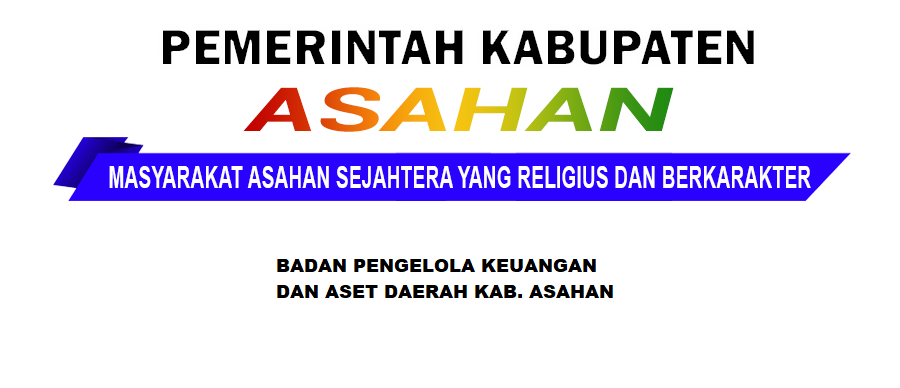 PEMERINTAH KABUPATEN
ASAHAN
MASYARAKAT ASAHAN SEJAHTERA YANG RELIGIUS DAN BERKARAKTER
BADAN PENGELOLA KEUANGAN
DAN ASET DAERAH KAB. ASAHAN